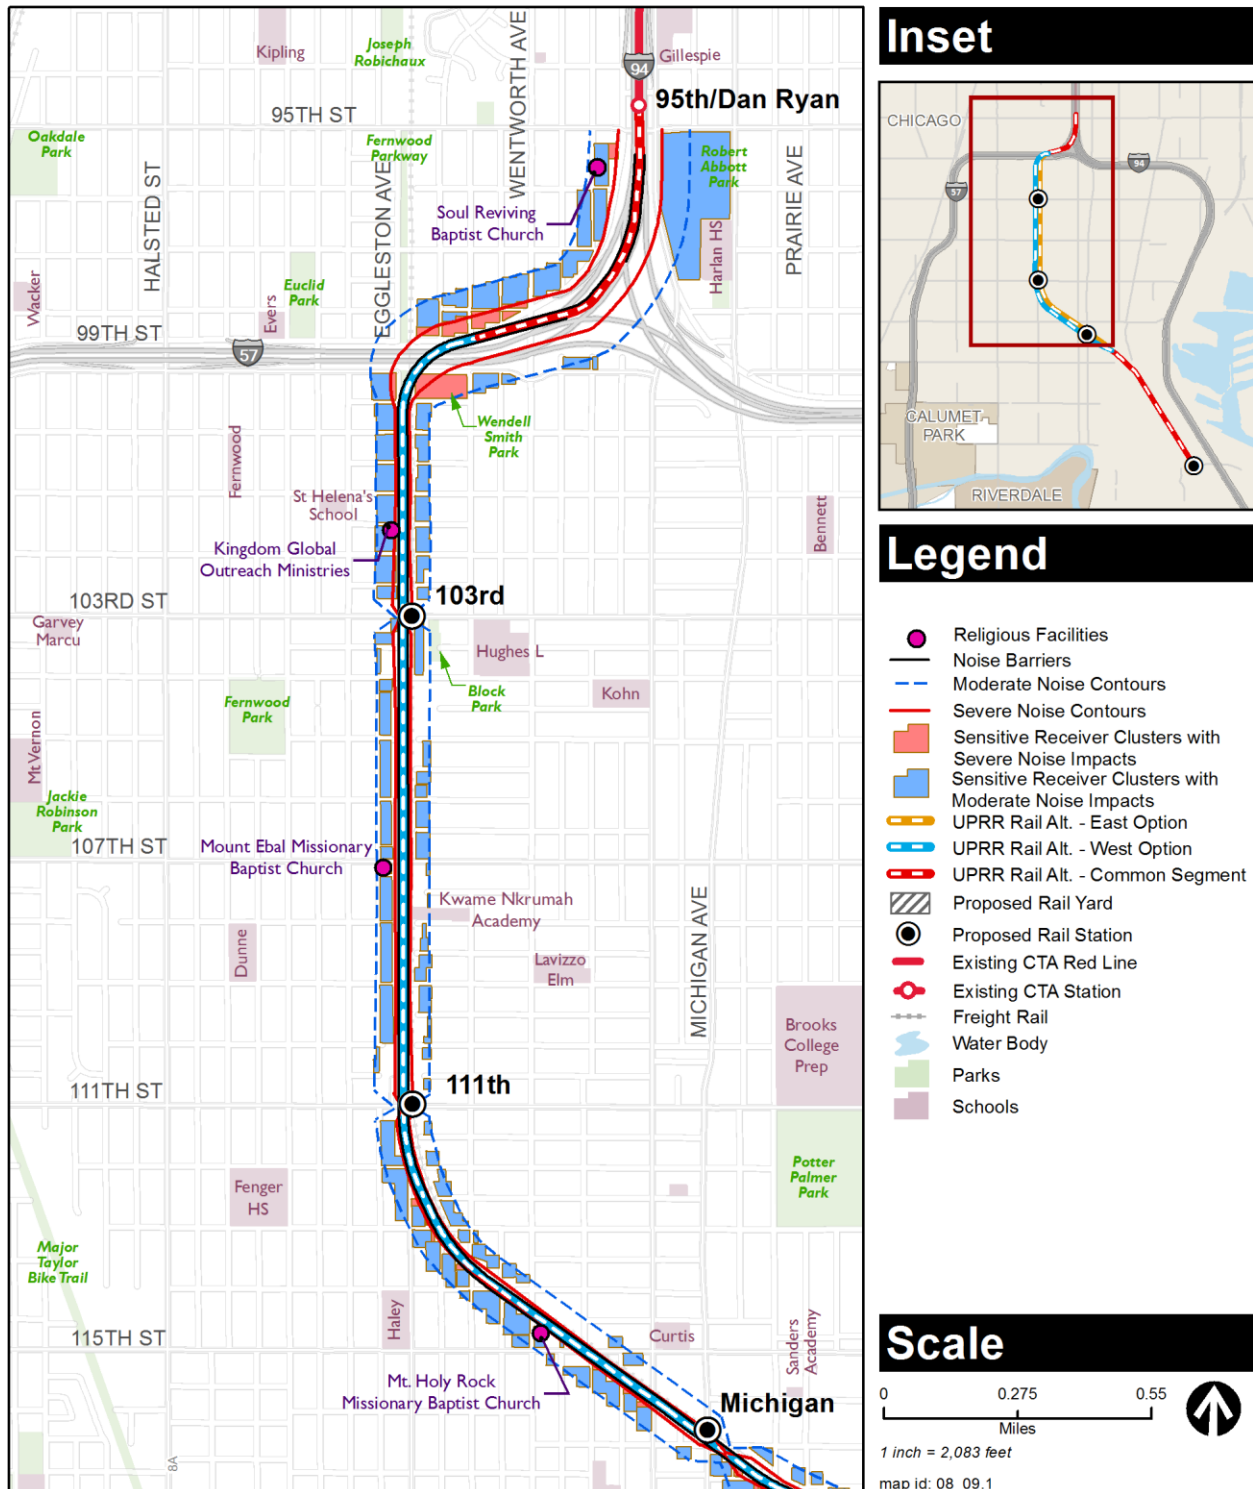 Kipling
Joseph
Robichaux
WENTWORTH AVE
94
Gillespie
95th/Dan Ryan
95TH ST
Oakdale
Park
HALSTED ST
Fernwood
Parkway
EGGLESTON AVE
Robert
Abbott
Park
PRAIRIE AVE
Soul Reviving
Baptist Church
Harlan HS
Wacker
Euclid
Park
Evers
99TH ST
57
Wendell
Smith
Park
Fernwood
St Helena's
School
Bennett
Kingdom Global
Outreach Ministries
103RD ST
103rd
Garvey
Marcu
Hughes L
Block
Park
Kohn
Fernwood
Park
Mt Vernon
Jackie
Robinson
Park
107TH ST
Mount Ebal Missionary
Baptist Church
Kwame Nkrumah
Academy
MICHIGAN AVE
Dunne
Lavizzo
Elm
Brooks
College
Prep
111TH ST
111th
Potter
Palmer
Park
Fenger
HS
Major
Taylor
Bike Trail
Haley
115TH ST
Curtis
Sanders
Academy
Mt. Holy Rock
Missionary Baptist Church
Michigan
8A
Inset
CHICAGO
94
57
CALUMET
PARK
RIVERDALE
Legend
Religious Facilities
Noise Barriers
Moderate Noise Contours
Severe Noise Contours
Sensitive Receiver Clusters with
Severe Noise Impacts
Sensitive Receiver Clusters with
Moderate Noise Impacts
UPRR Rail Alt. - East Option
UPRR Rail Alt. - West Option
UPRR Rail Alt. - Common Segment
Proposed Rail Yard
Proposed Rail Station
Existing CTA Red Line
Existing CTA Station
Freight Rail
Water Body
Parks
Schools
Scale
0 0.275 0.55
Miles
1 inch = 2,083 feet
map id: 08_09.1